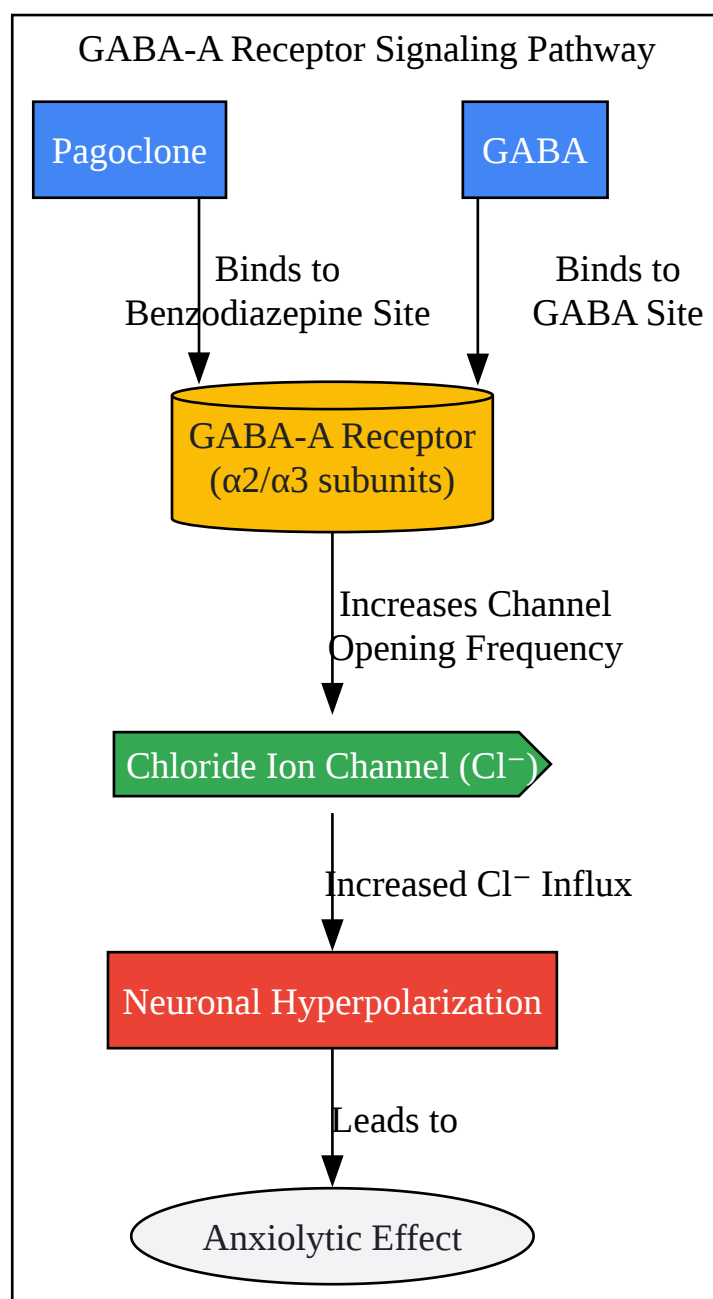 GABA-A Receptor Signaling Pathway
Pagoclone
GABA
Binds to
Benzodiazepine Site
Binds to
GABA Site
GABA-A Receptor
(α2/α3 subunits)
Increases Channel
Opening Frequency
Chloride Ion Channel (Cl⁻)
Increased Cl⁻ Influx
Neuronal Hyperpolarization
Leads to
Anxiolytic Effect